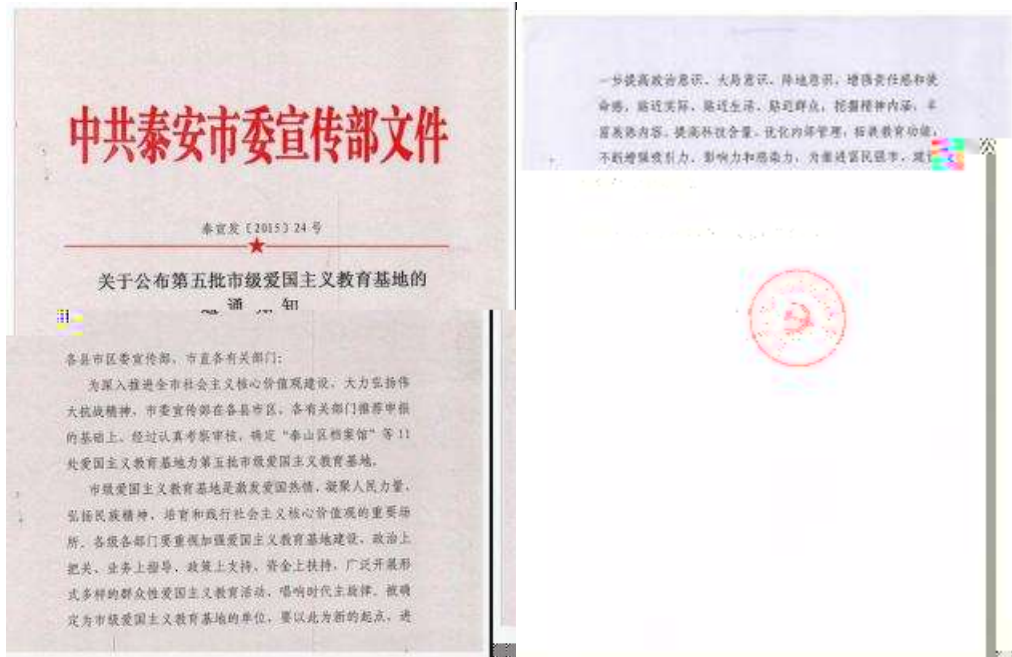 中共泰安市委宣传部文件
泰宣发〔2015〕24号
关于公布第五批市级爱国主义教育基地的
通知
各县市区委宣传部，市直各有关部门：
为深入推进全市社会主义核心价值观建设，大力弘扬伟
大抗战精神，市委宣传部在各县市区、各有关部门推荐申报
的基础上，经过认真考察审核，确定“泰山区档案馆”等11
处爱国主义教育基地为第五批市级爱国主义教育基地。
市级爱国主义教育基地是激发爱国热情、凝聚人民力量、
弘扬民族精神、培育和践行社会主义核心价值观的重要场
所。各级各部门要重视加强爱国主义教育基地建设，政治上
把关、业务上指导、政策上支持、资金上扶持，广泛开展形
式多样的群众性爱国主义教育活动，唱响时代主旋律。被确
定为市级爱国主义教育基地的单位，要以此为新的起点，进
一步提高政治意识、大局意识、阵地意识，增强责任感和使
命感，贴近实际、贴近生活、贴近群众，挖掘精神内涵，丰
富展陈内容，提高科技含量，优化内部管理，拓展教育功能，
不断增强吸引力、影响力和感染力，为推进富民强市，建